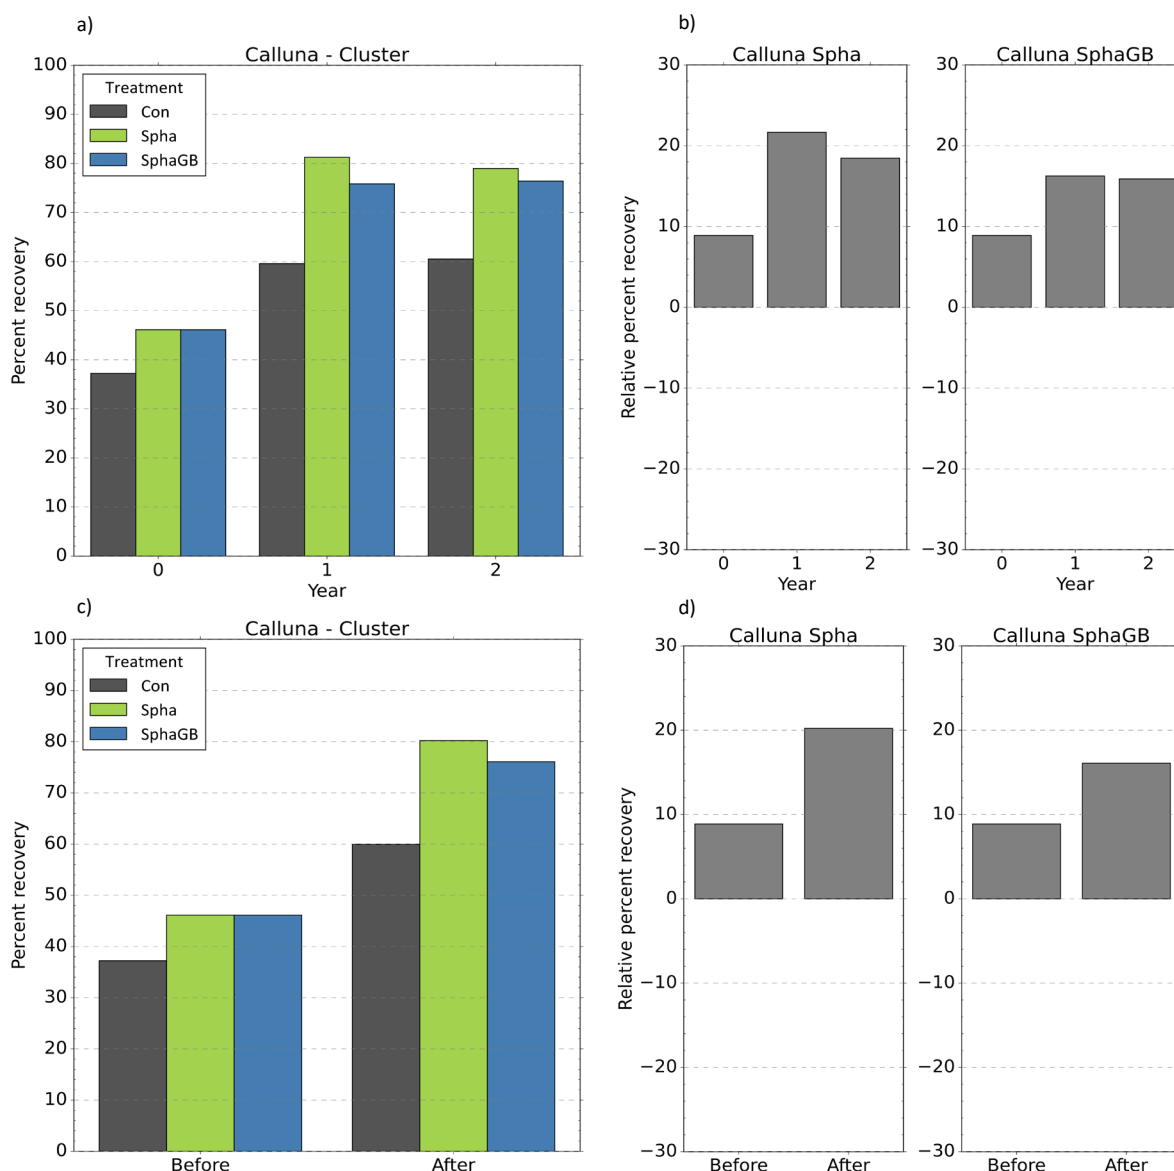 a)
Calluna - Cluster
Treatment
Con
Spha
SphaGB
Percent recovery
100
90
80
70
60
50
40
30
20
10
0
0 1 2
Year
b)
Calluna Spha
Calluna SphaGB
Relative percent recovery
30
20
10
0
−10
−20
−30
0 1 2
Year
30
20
10
0
−10
−20
−30
0 1 2
Year
c)
Calluna - Cluster
Treatment
Con
Spha
SphaGB
Percent recovery
100
90
80
70
60
50
40
30
20
10
0
Before After
d)
Calluna Spha
Calluna SphaGB
Relative percent recovery
30
20
10
0
−10
−20
−30
Before After
30
20
10
0
−10
−20
−30
Before After